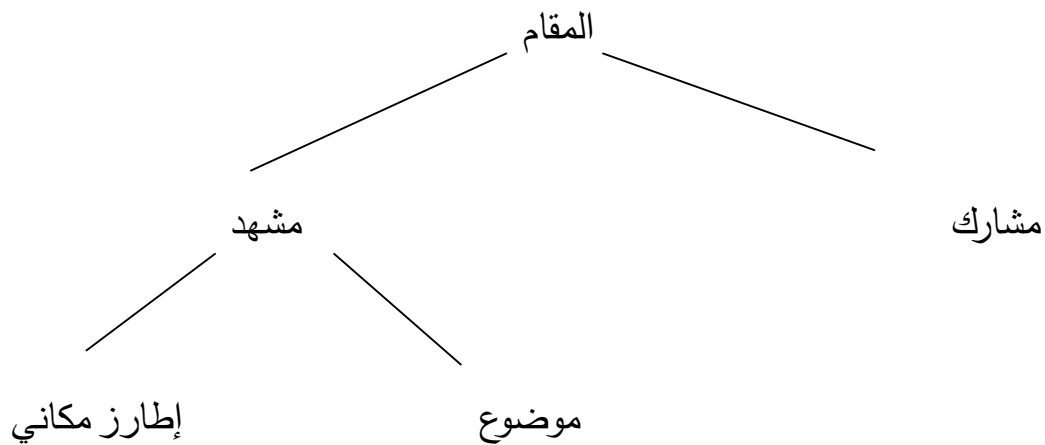 المقام
مشارك
مشهد
موضوع
إطارز مكاني